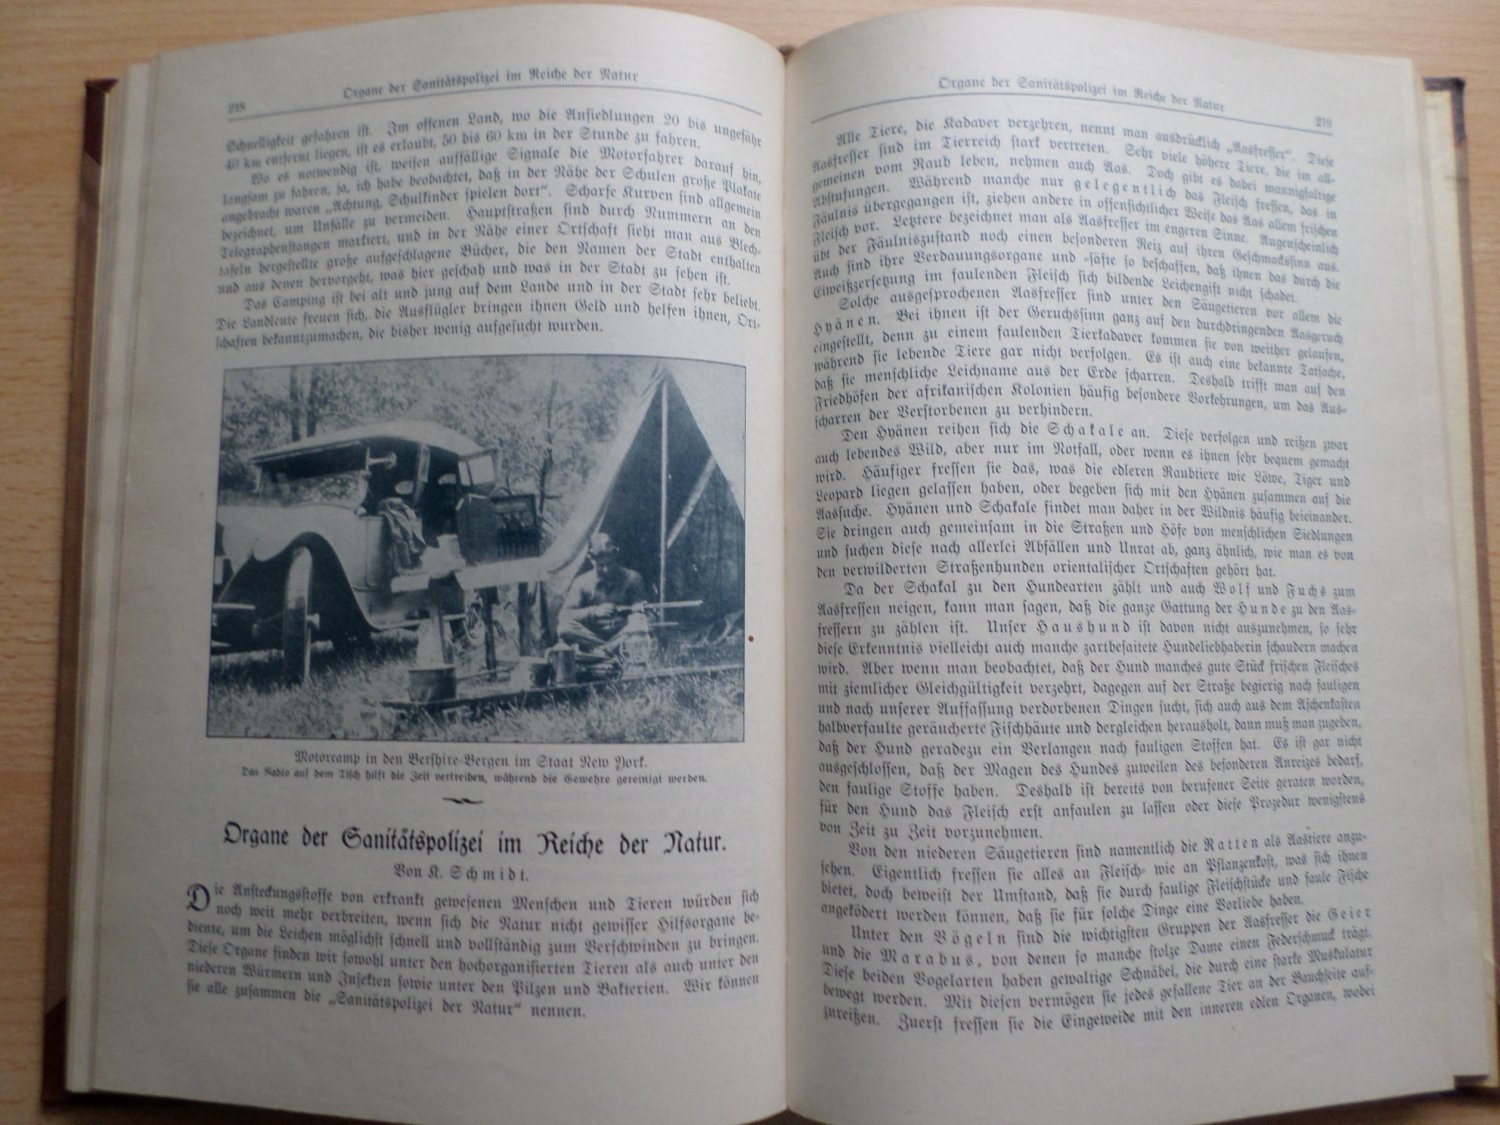 218
Organe der Sanitätspolizei im Reiche der Natur
Schnelligkeit gefahren ist. Im offenen Land, wo die Ansiedlungen 20 bis ungefähr
40 km entfernt liegen, ist es erlaubt, 50 bis 60 km in der Stunde zu fahren.
Wo es notwendig ist, weisen auffällige Signale die Motorfahrer darauf hin,
langsam zu fahren, ja, ich habe beobachtet, daß in der Nähe der Schulen große Plakate
angebracht waren „Achtung, Schulkinder spielen dort“. Scharfe Kurven sind allgemein
bezeichnet, um Unfälle zu vermeiden. Hauptstraßen sind durch Nummern an den
Telegraphenstangen markiert, und in der Nähe einer Ortschaft sieht man aus Blech-
tafeln hergestellte große aufgeschlagene Bücher, die den Namen der Stadt enthalten
und aus denen hervorgeht, was hier geschah und was in der Stadt zu sehen ist.
Das Camping ist bei alt und jung auf dem Lande und in der Stadt sehr beliebt.
Die Landleute freuen sich, die Ausflügler bringen ihnen Geld und helfen ihnen, Ort-
schaften bekanntzumachen, die bisher wenig aufgesucht wurden.
Motorcamp in den Berkshire-Bergen im Staat New York.
Das Radio auf dem Tisch hilft die Zeit vertreiben, während die Gewehre gereinigt werden.
Organe der Sanitätspolizei im Reiche der Natur.
Von K. Schmidt.
Die Ansteckungsstoffe von erkrankt gewesenen Menschen und Tieren würden sich
noch weit mehr verbreiten, wenn sich die Natur nicht gewisser Hilfsorgane be-
diente, um die Leichen möglichst schnell und vollständig zum Verschwinden zu bringen.
Diese Organe finden wir sowohl unter den hochorganisierten Tieren als auch unter den
niederen Würmern und Insekten sowie unter den Pilzen und Bakterien. Wir können
sie alle zusammen die „Sanitätspolizei der Natur“ nennen.
Organe der Sanitätspolizei im Reiche der Natur
219
Alle Tiere, die Kadaver verzehren, nennt man ausdrücklich „Aasfresser“. Diese
Aasfresser sind im Tierreich stark vertreten. Sehr viele höhere Tiere, die im all-
gemeinen vom Raub leben, nehmen auch Aas. Doch gibt es dabei mannigfaltige
Abstufungen. Während manche nur gelegentlich das Fleisch fressen, das in
Fäulnis übergegangen ist, ziehen andere in offensichtlicher Weise das Aas allem frischen
Fleisch vor. Letztere bezeichnet man als Aasfresser im engeren Sinne. Augenscheinlich
übt der Fäulniszustand noch einen besonderen Reiz auf ihren Geschmackssinn aus.
Auch sind ihre Verdauungsorgane und -säfte so beschaffen, daß ihnen das durch die
Eiweißzersetzung im faulenden Fleisch sich bildende Leichengift nicht schadet.
Solche ausgesprochenen Aasfresser sind unter den Säugetieren vor allem die
Hyänen. Bei ihnen ist der Geruchssinn ganz auf den durchdringenden Aasgeruch
eingestellt, denn zu einem faulenden Tierkadaver kommen sie von weither gelaufen,
während sie lebende Tiere gar nicht verfolgen. Es ist auch eine bekannte Tatsache,
daß sie menschliche Leichname aus der Erde scharren. Deshalb trifft man auf den
Friedhöfen der afrikanischen Kolonien häufig besondere Vorkehrungen, um das Aus-
scharren der Verstorbenen zu verhindern.
Den Hyänen reihen sich die Schakale an. Diese verfolgen und reißen zwar
auch lebendes Wild, aber nur im Notfall, oder wenn es ihnen sehr bequem gemacht
wird. Häufiger fressen sie das, was die edleren Raubtiere wie Löwe, Tiger und
Leopard liegen gelassen haben, oder begeben sich mit den Hyänen zusammen auf die
Aassuche. Hyänen und Schakale findet man daher in der Wildnis häufig beieinander.
Sie dringen auch gemeinsam in die Straßen und Höfe von menschlichen Siedlungen
und suchen diese nach allerlei Abfällen und Unrat ab, ganz ähnlich, wie man es von
den verwilderten Straßenhunden orientalischer Ortschaften gehört hat.
Da der Schakal zu den Hundearten zählt und auch Wolf und Fuchs zum
Aasfressen neigen, kann man sagen, daß die ganze Gattung der Hunde zu den Aas-
fressern zu zählen ist. Unser Haushund ist davon nicht auszunehmen, so sehr
diese Erkenntnis vielleicht auch manche zartbesaitete Hundeliebhaberin schaudern machen
wird. Aber wenn man beobachtet, daß der Hund manches gute Stück frischen Fleisches
mit ziemlicher Gleichgültigkeit verzehrt, dagegen auf der Straße begierig nach fauligen
und nach unserer Auffassung verdorbenen Dingen sucht, sich auch aus dem Aschenkasten
halbverfaulte geräucherte Fischhäute und dergleichen herausholt, dann muß man zugeben,
daß der Hund geradezu ein Verlangen nach fauligen Stoffen hat. Es ist gar nicht
ausgeschlossen, daß der Magen des Hundes zuweilen des besonderen Anreizes bedarf,
den faulige Stoffe haben. Deshalb ist bereits von berufener Seite geraten worden,
für den Hund das Fleisch erst anfaulen zu lassen oder diese Prozedur wenigstens
von Zeit zu Zeit vorzunehmen.
Von den niederen Säugetieren sind namentlich die Ratten als Aastiere anzu-
sehen. Eigentlich fressen sie alles an Fleisch- wie an Pflanzenkost, was sich ihnen
bietet, doch beweist der Umstand, daß sie durch faulige Fleischstücke und faule Fische
angeködert werden können, daß sie für solche Dinge eine Vorliebe haben.
Unter den Vögeln sind die wichtigsten Gruppen der Aasfresser die Geier
und die Marabus, von denen so manche stolze Dame einen Federschmuck trägt.
Diese beiden Vogelarten haben gewaltige Schnäbel, die durch eine starke Muskulatur
bewegt werden. Mit diesen vermögen sie jedes gefallene Tier an der Bauchseite auf-
zureißen. Zuerst fressen sie die Eingeweide mit den inneren edlen Organen, wobei